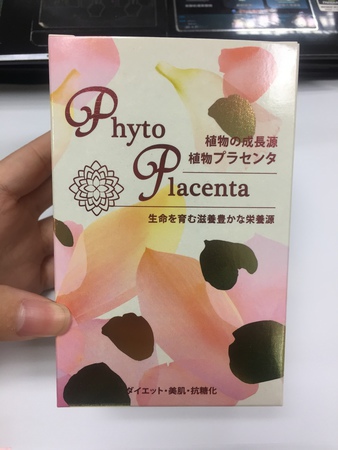 Phyto
植物の成長源
植物プラセンタ
Placenta
生命を育む滋養豊かな栄養源
ダイエット・美肌・抗糖化